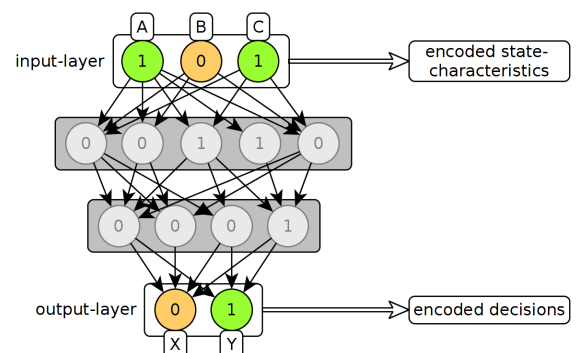 A B C
input-layer 1 0 1 encoded state-
characteristics
0 0 1 1 0
0 0 0 1
output-layer 0 1 encoded decisions
X Y